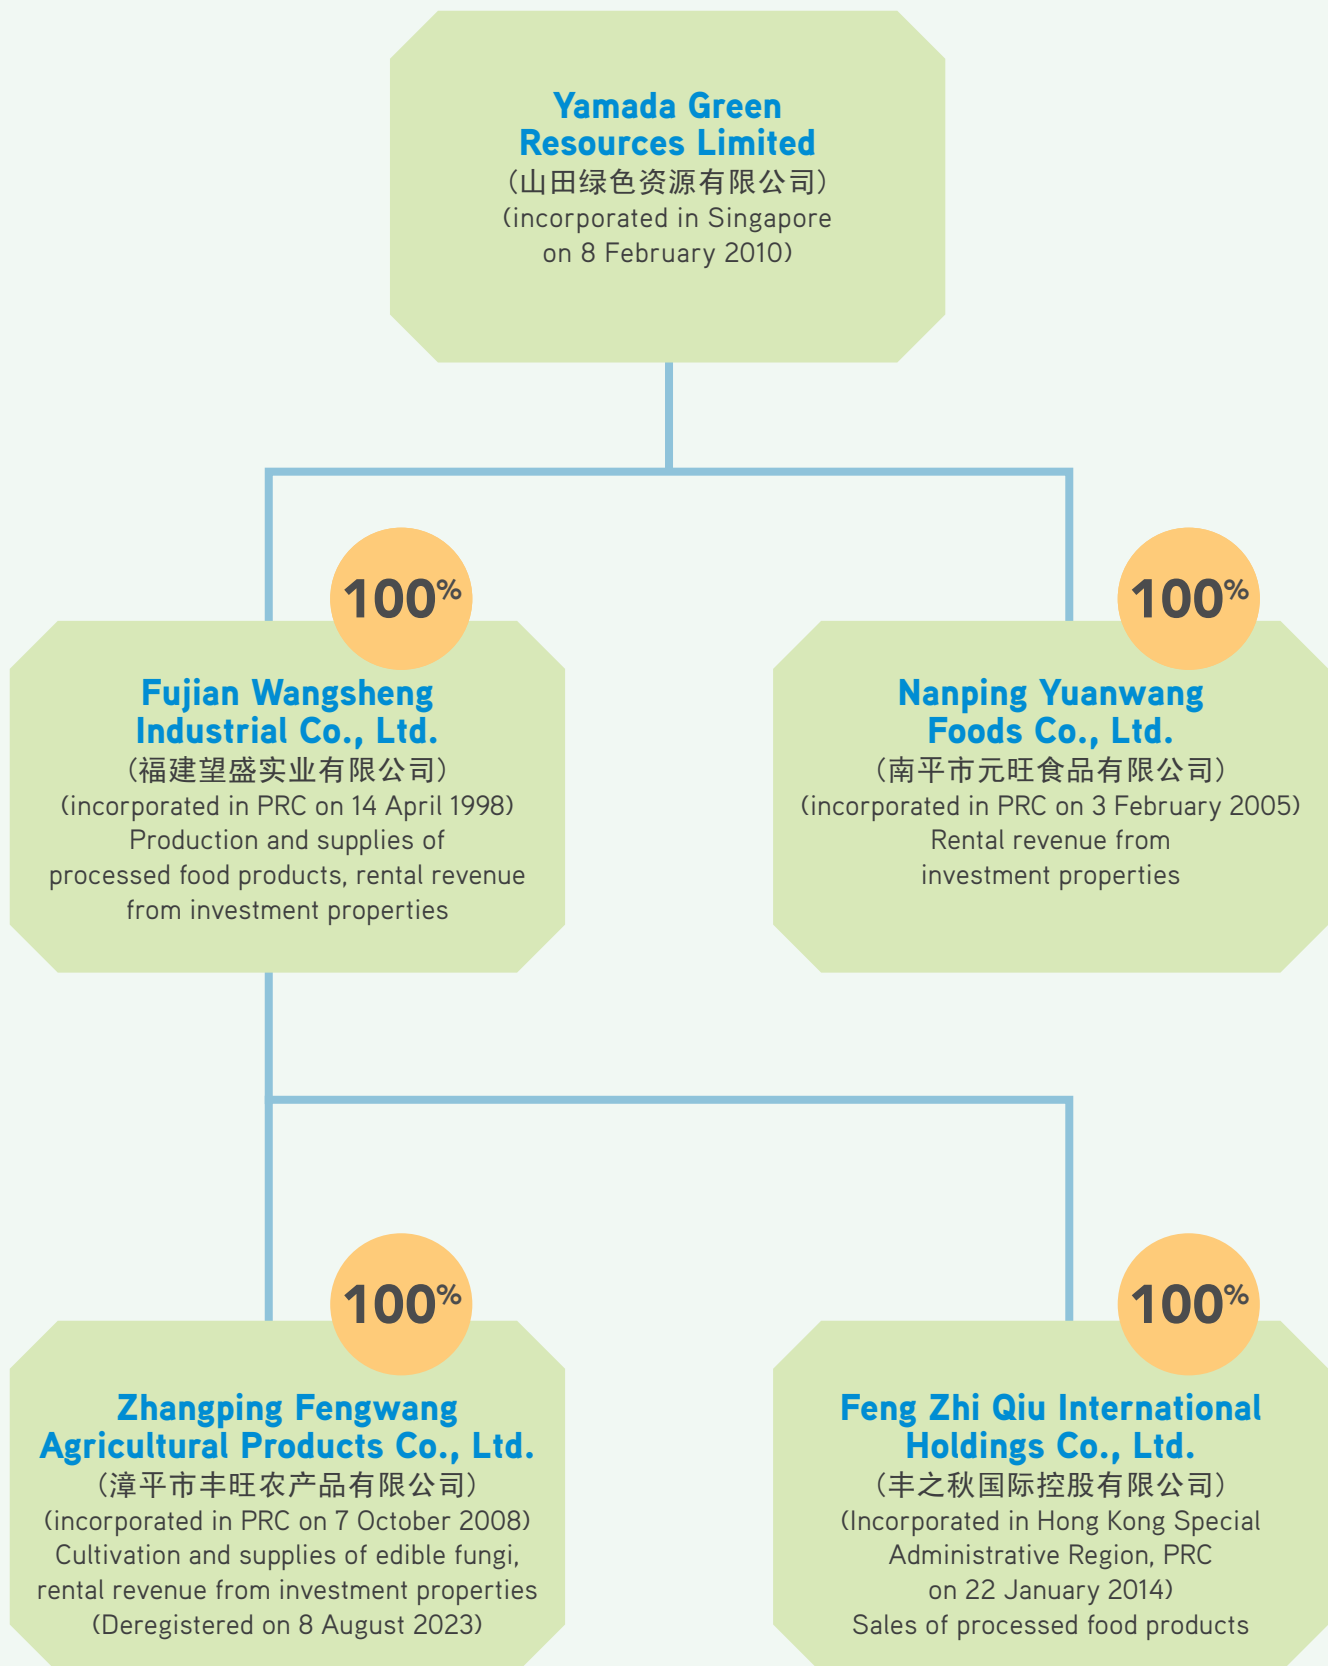 Yamada Green
Resources Limited
(山田绿色资源有限公司)
(incorporated in Singapore
on 8 February 2010)
100%
Fujian Wangsheng
Industrial Co., Ltd.
(福建望盛实业有限公司)
(incorporated in PRC on 14 April 1998)
Production and supplies of
processed food products, rental revenue
from investment properties
100%
Nanping Yuanwang
Foods Co., Ltd.
(南平市元旺食品有限公司)
(incorporated in PRC on 3 February 2005)
Rental revenue from
investment properties
100%
Zhangping Fengwang
Agricultural Products Co., Ltd.
(漳平市丰旺农产品有限公司)
(incorporated in PRC on 7 October 2008)
Cultivation and supplies of edible fungi,
rental revenue from investment properties
(Deregistered on 8 August 2023)
100%
Feng Zhi Qiu International
Holdings Co., Ltd.
(丰之秋国际控股有限公司)
(Incorporated in Hong Kong Special
Administrative Region, PRC
on 22 January 2014)
Sales of processed food products